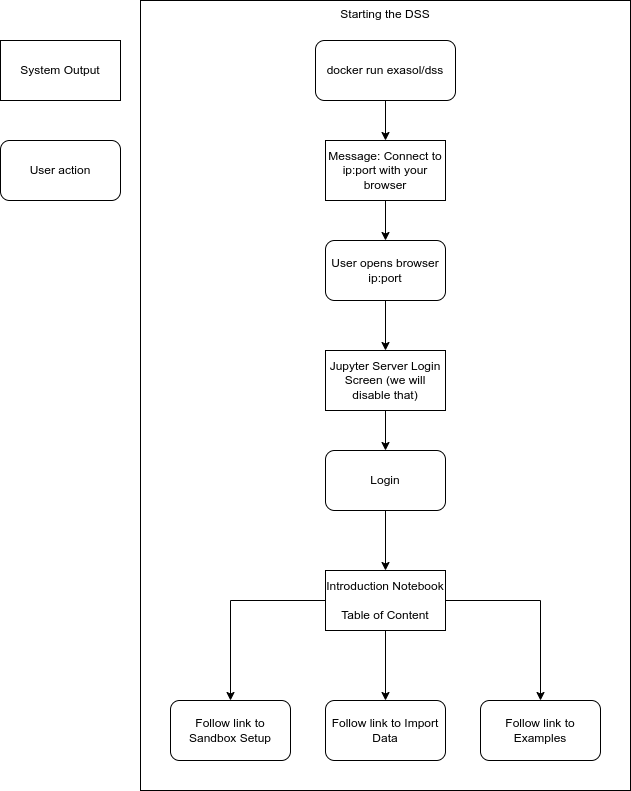 Starting the DSS
System Output
docker run exasol/dss
User action
Message: Connect to
ip:port with your
browser
User opens browser
ip:port
Jupyter Server Login
Screen (we will
disable that)
Login
Introduction Notebook
Table of Content
Follow link to
Sandbox Setup
Follow link to Import
Data
Follow link to
Examples